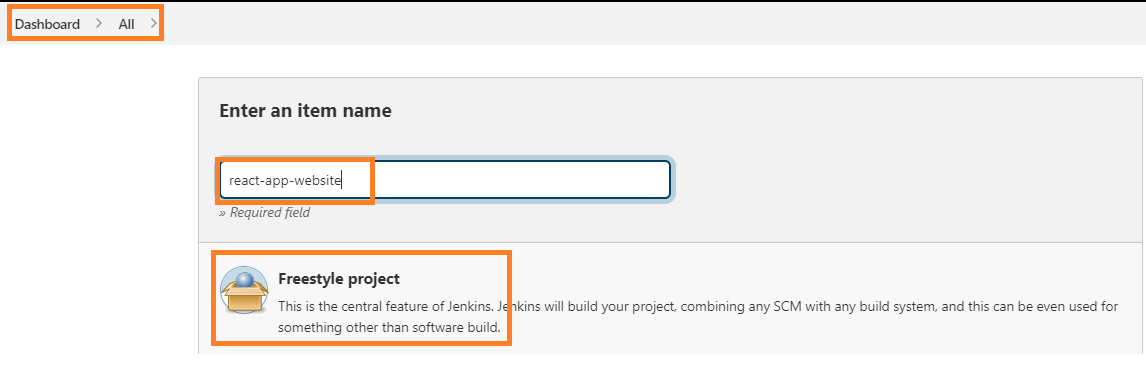 Dashboard > All >
Enter an item name
react-app-website
» Required field
Freestyle project
This is the central feature of Jenkins. Jenkins will build your project, combining any SCM with any build system, and this can be even used for
something other than software build.